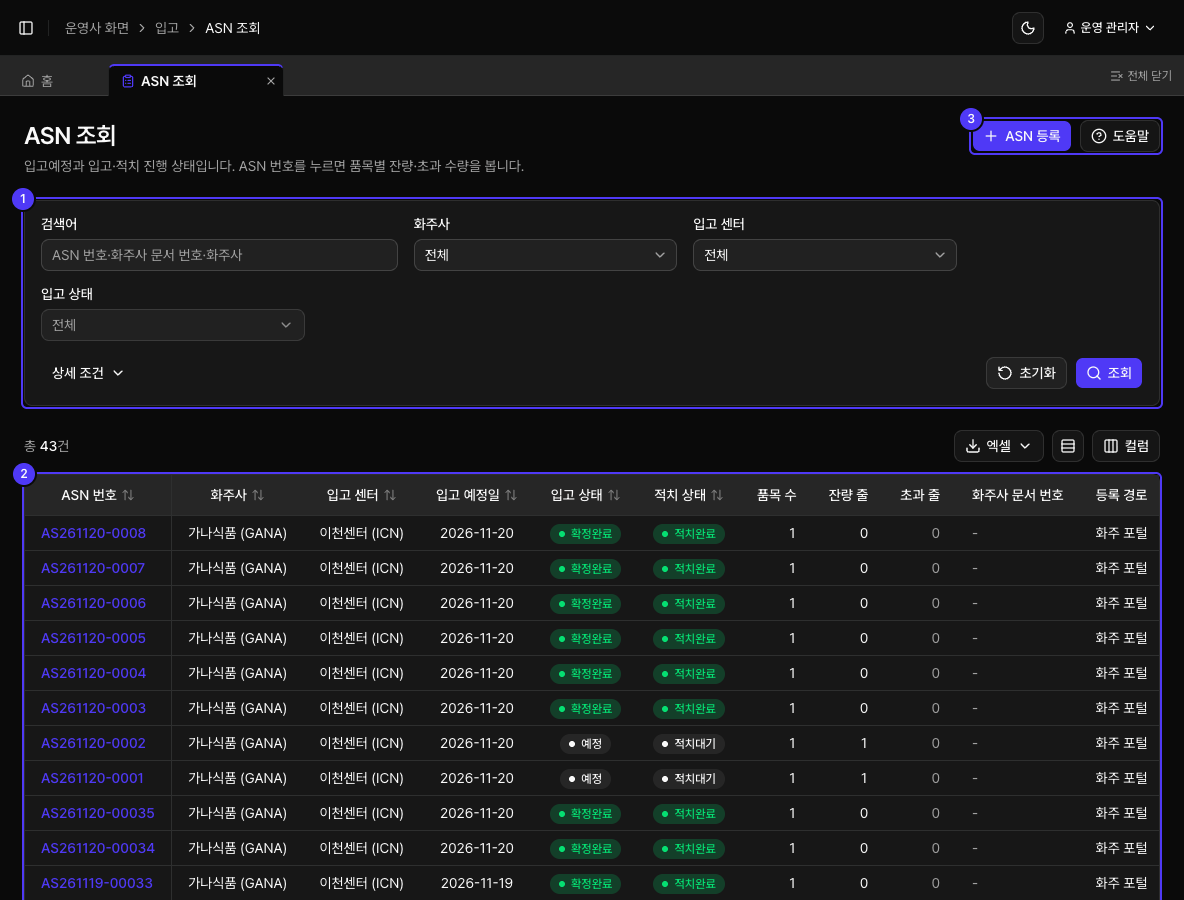 운영사 화면 > 입고 > ASN 조회
운영 관리자
홈
ASN 조회
전체 닫기
ASN 조회
3
ASN 등록
도움말
입고예정과 입고·적치 진행 상태입니다. ASN 번호를 누르면 품목별 잔량·초과 수량을 봅니다.
1
검색어 화주사 입고 센터
ASN 번호·화주사 문서 번호·화주사 전체 전체
입고 상태
전체
상세 조건 초기화 조회
총 43건 엑셀 컬럼
2
ASN 번호 화주사 입고 센터 입고 예정일 입고 상태 적치 상태 품목 수 잔량 줄 초과 줄 화주사 문서 번호 등록 경로
AS261120-0008 가나식품 (GANA) 이천센터 (ICN) 2026-11-20 확정완료 적치완료 1 0 0 - 화주 포털
AS261120-0007 가나식품 (GANA) 이천센터 (ICN) 2026-11-20 확정완료 적치완료 1 0 0 - 화주 포털
AS261120-0006 가나식품 (GANA) 이천센터 (ICN) 2026-11-20 확정완료 적치완료 1 0 0 - 화주 포털
AS261120-0005 가나식품 (GANA) 이천센터 (ICN) 2026-11-20 확정완료 적치완료 1 0 0 - 화주 포털
AS261120-0004 가나식품 (GANA) 이천센터 (ICN) 2026-11-20 확정완료 적치완료 1 0 0 - 화주 포털
AS261120-0003 가나식품 (GANA) 이천센터 (ICN) 2026-11-20 확정완료 적치완료 1 0 0 - 화주 포털
AS261120-0002 가나식품 (GANA) 이천센터 (ICN) 2026-11-20 예정 적치대기 1 1 0 - 화주 포털
AS261120-0001 가나식품 (GANA) 이천센터 (ICN) 2026-11-20 예정 적치대기 1 1 0 - 화주 포털
AS261120-00035 가나식품 (GANA) 이천센터 (ICN) 2026-11-20 확정완료 적치완료 1 0 0 - 화주 포털
AS261120-00034 가나식품 (GANA) 이천센터 (ICN) 2026-11-20 확정완료 적치완료 1 0 0 - 화주 포털
AS261119-00033 가나식품 (GANA) 이천센터 (ICN) 2026-11-19 확정완료 적치완료 1 0 0 - 화주 포털